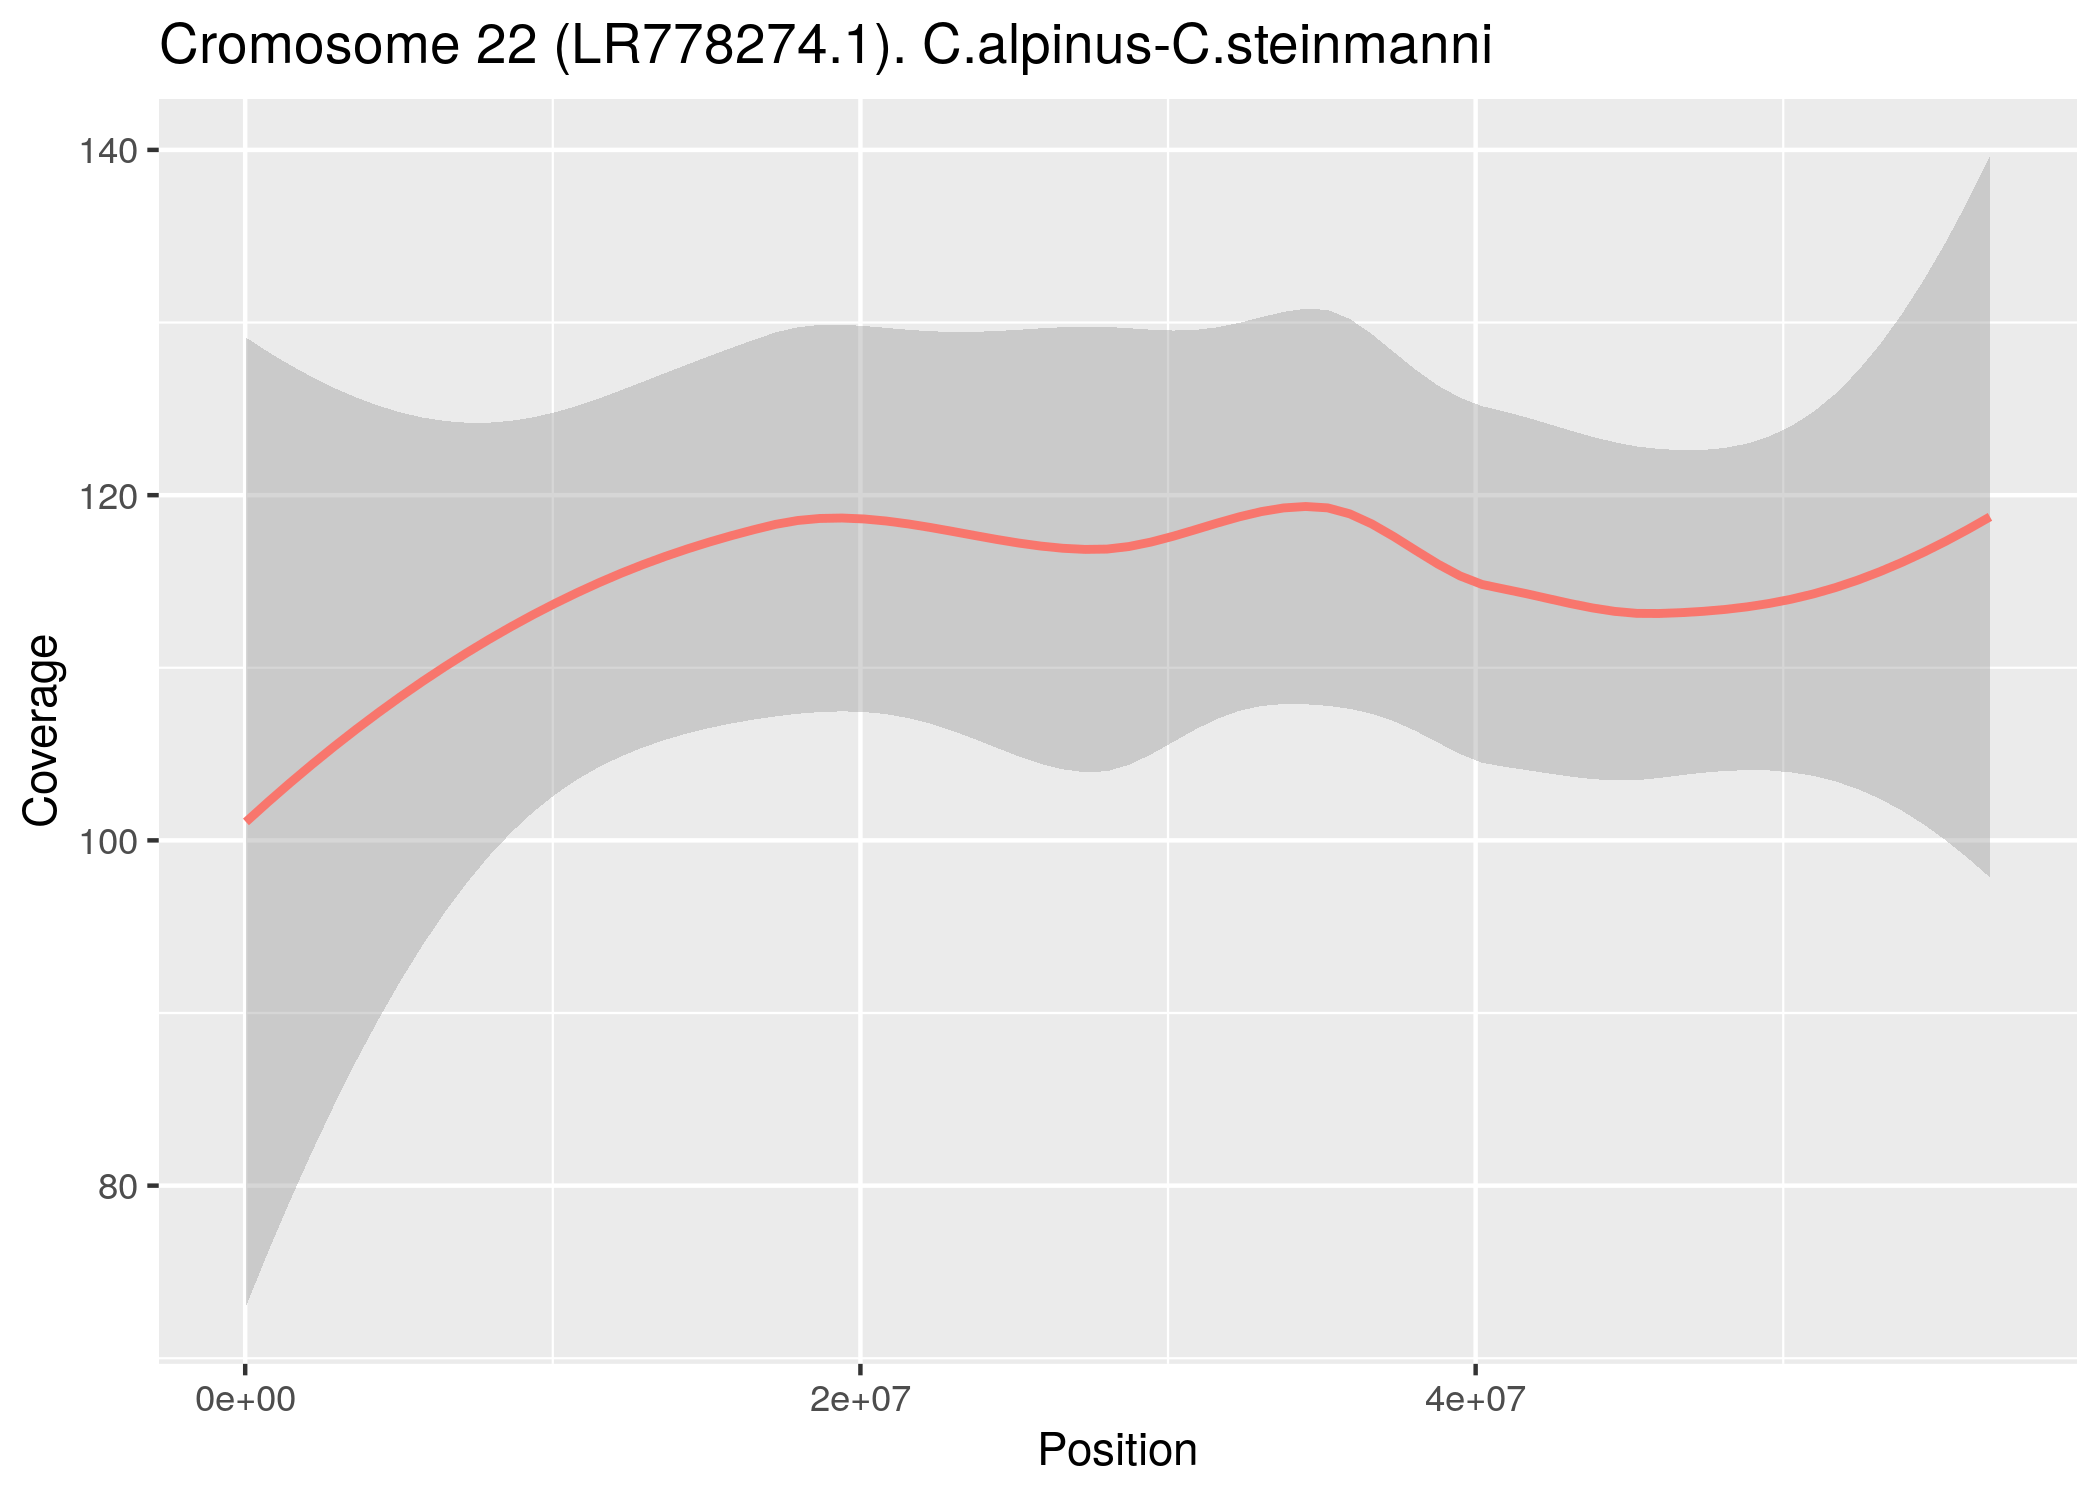 Cromosome 22 (LR778274.1). C.alpinus-C.steinmanni
140
120
100
80
Coverage
0e+00 2e+07 4e+07
Position